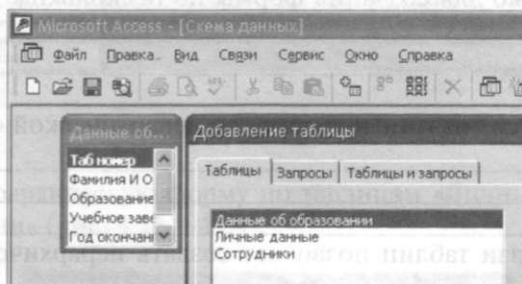 Microsoft Access - [Схема данных]
Файл Правка Вид Связи Сервис Окно Справка
Данные об...
Таб номер
Фамилия И О
Образование
Учебное заве
Год окончани
Добавление таблицы
Таблицы Запросы Таблицы и запросы
Данные об образовании
Личные данные
Сотрудники